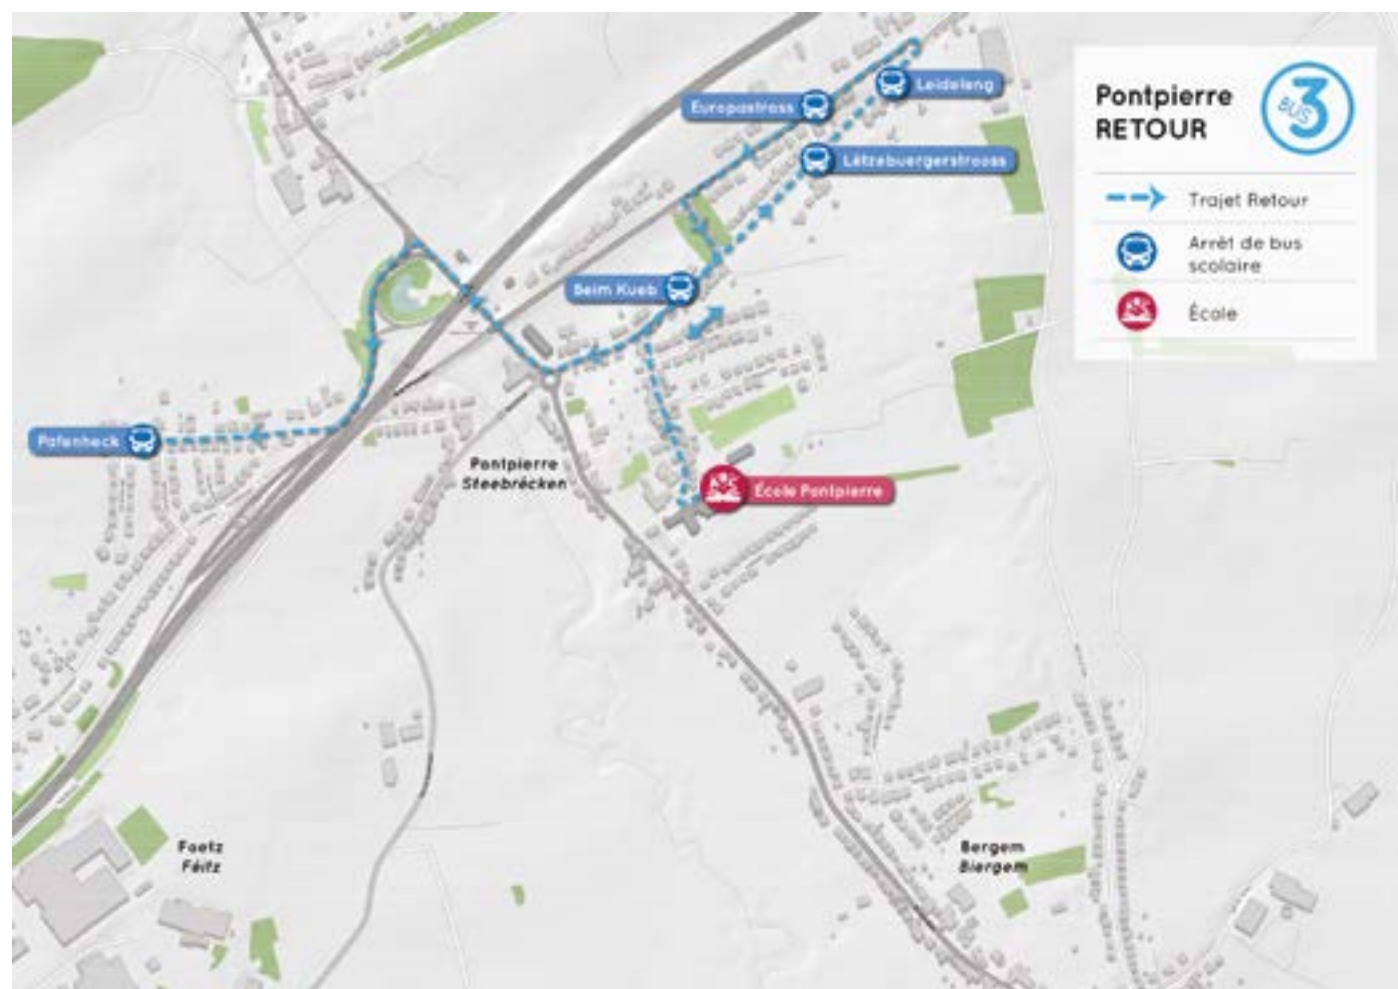 Pontpierre
RETOUR
BUS 3
Trajet Retour
Arrêt de bus
scolaire
École
Leideleng
Europastross
Lëtzebuergerstrooss
Beim Kueb
Pafenheck
Pontpierre
Steebrécken
École Pontpierre
Foetz
Féitz
Bergem
Biergem